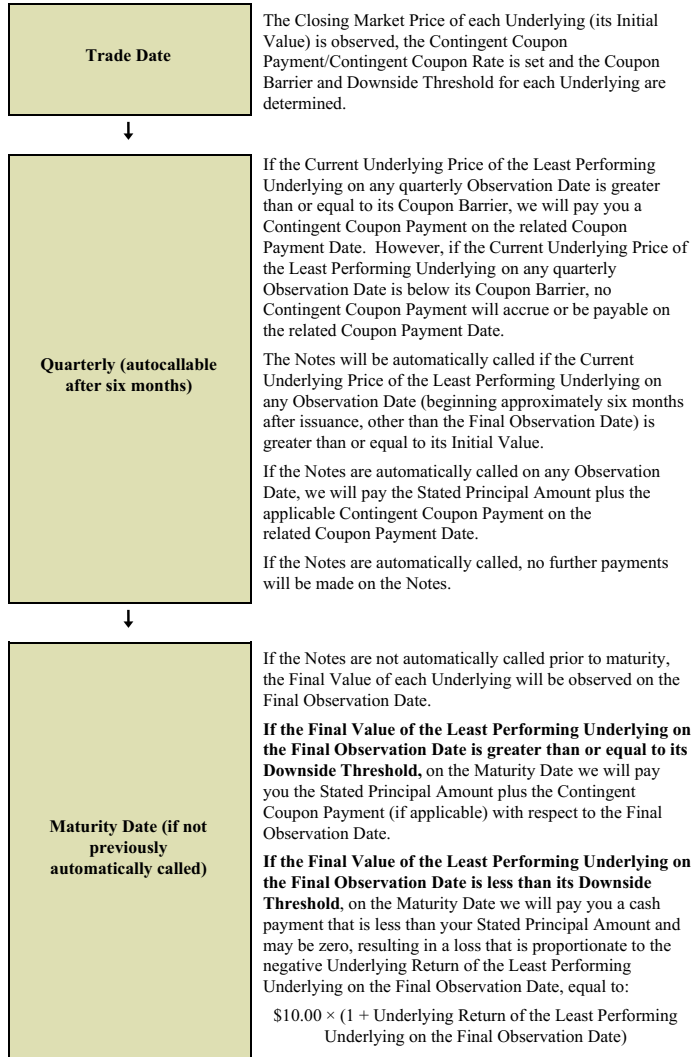 Trade Date
The Closing Market Price of each Underlying (its Initial
Value) is observed, the Contingent Coupon
Payment/Contingent Coupon Rate is set and the Coupon
Barrier and Downside Threshold for each Underlying are
determined.
Quarterly (autocallable
after six months)
If the Current Underlying Price of the Least Performing
Underlying on any quarterly Observation Date is greater
than or equal to its Coupon Barrier, we will pay you a
Contingent Coupon Payment on the related Coupon
Payment Date. However, if the Current Underlying Price of
the Least Performing Underlying on any quarterly
Observation Date is below its Coupon Barrier, no
Contingent Coupon Payment will accrue or be payable on
the related Coupon Payment Date.
The Notes will be automatically called if the Current
Underlying Price of the Least Performing Underlying on
any Observation Date (beginning approximately six months
after issuance, other than the Final Observation Date) is
greater than or equal to its Initial Value.
If the Notes are automatically called on any Observation
Date, we will pay the Stated Principal Amount plus the
applicable Contingent Coupon Payment on the
related Coupon Payment Date.
If the Notes are automatically called, no further payments
will be made on the Notes.
Maturity Date (if not
previously
automatically called)
If the Notes are not automatically called prior to maturity,
the Final Value of each Underlying will be observed on the
Final Observation Date.
If the Final Value of the Least Performing Underlying on
the Final Observation Date is greater than or equal to its
Downside Threshold, on the Maturity Date we will pay
you the Stated Principal Amount plus the Contingent
Coupon Payment (if applicable) with respect to the Final
Observation Date.
If the Final Value of the Least Performing Underlying on
the Final Observation Date is less than its Downside
Threshold, on the Maturity Date we will pay you a cash
payment that is less than your Stated Principal Amount and
may be zero, resulting in a loss that is proportionate to the
negative Underlying Return of the Least Performing
Underlying on the Final Observation Date, equal to:
$10.00 × (1 + Underlying Return of the Least Performing
Underlying on the Final Observation Date)